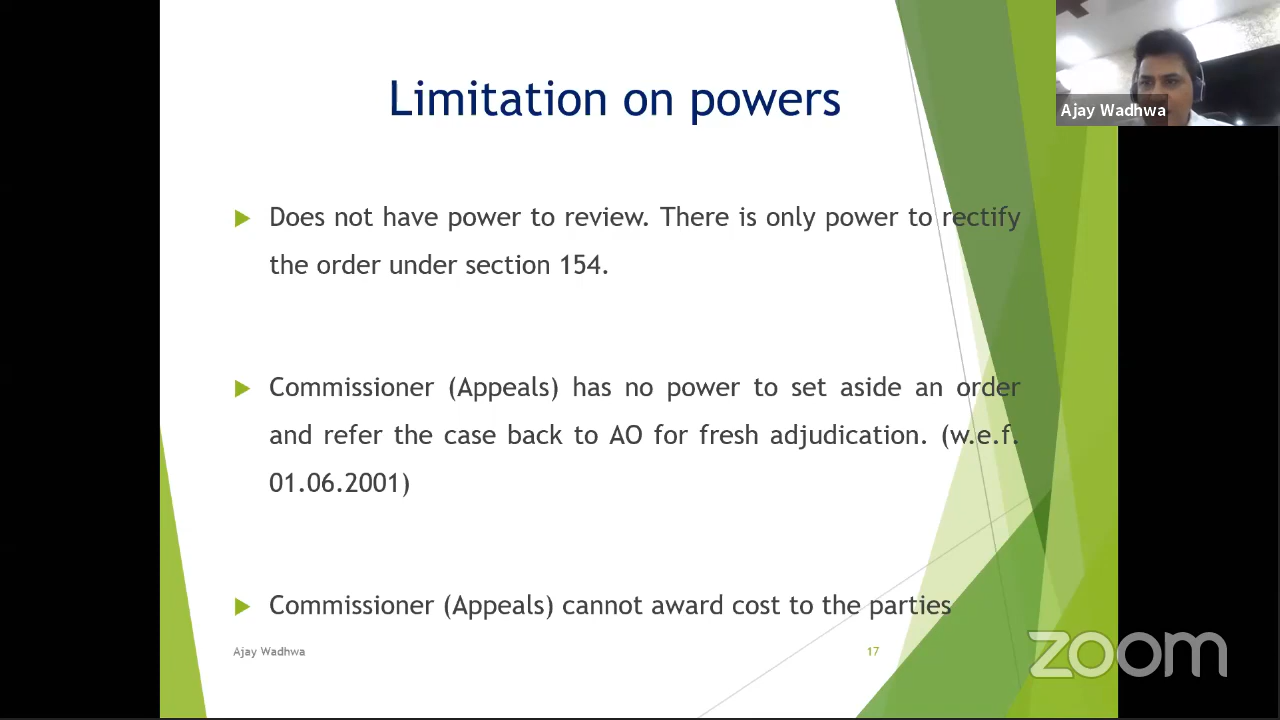 Limitation on powers
Ajay Wadhwa
Does not have power to review. There is only power to rectify
the order under section 154.
Commissioner (Appeals) has no power to set aside an order
and refer the case back to AO for fresh adjudication. (w.e.f.
01.06.2001)
Commissioner (Appeals) cannot award cost to the parties
Ajay Wadhwa
17
zoom